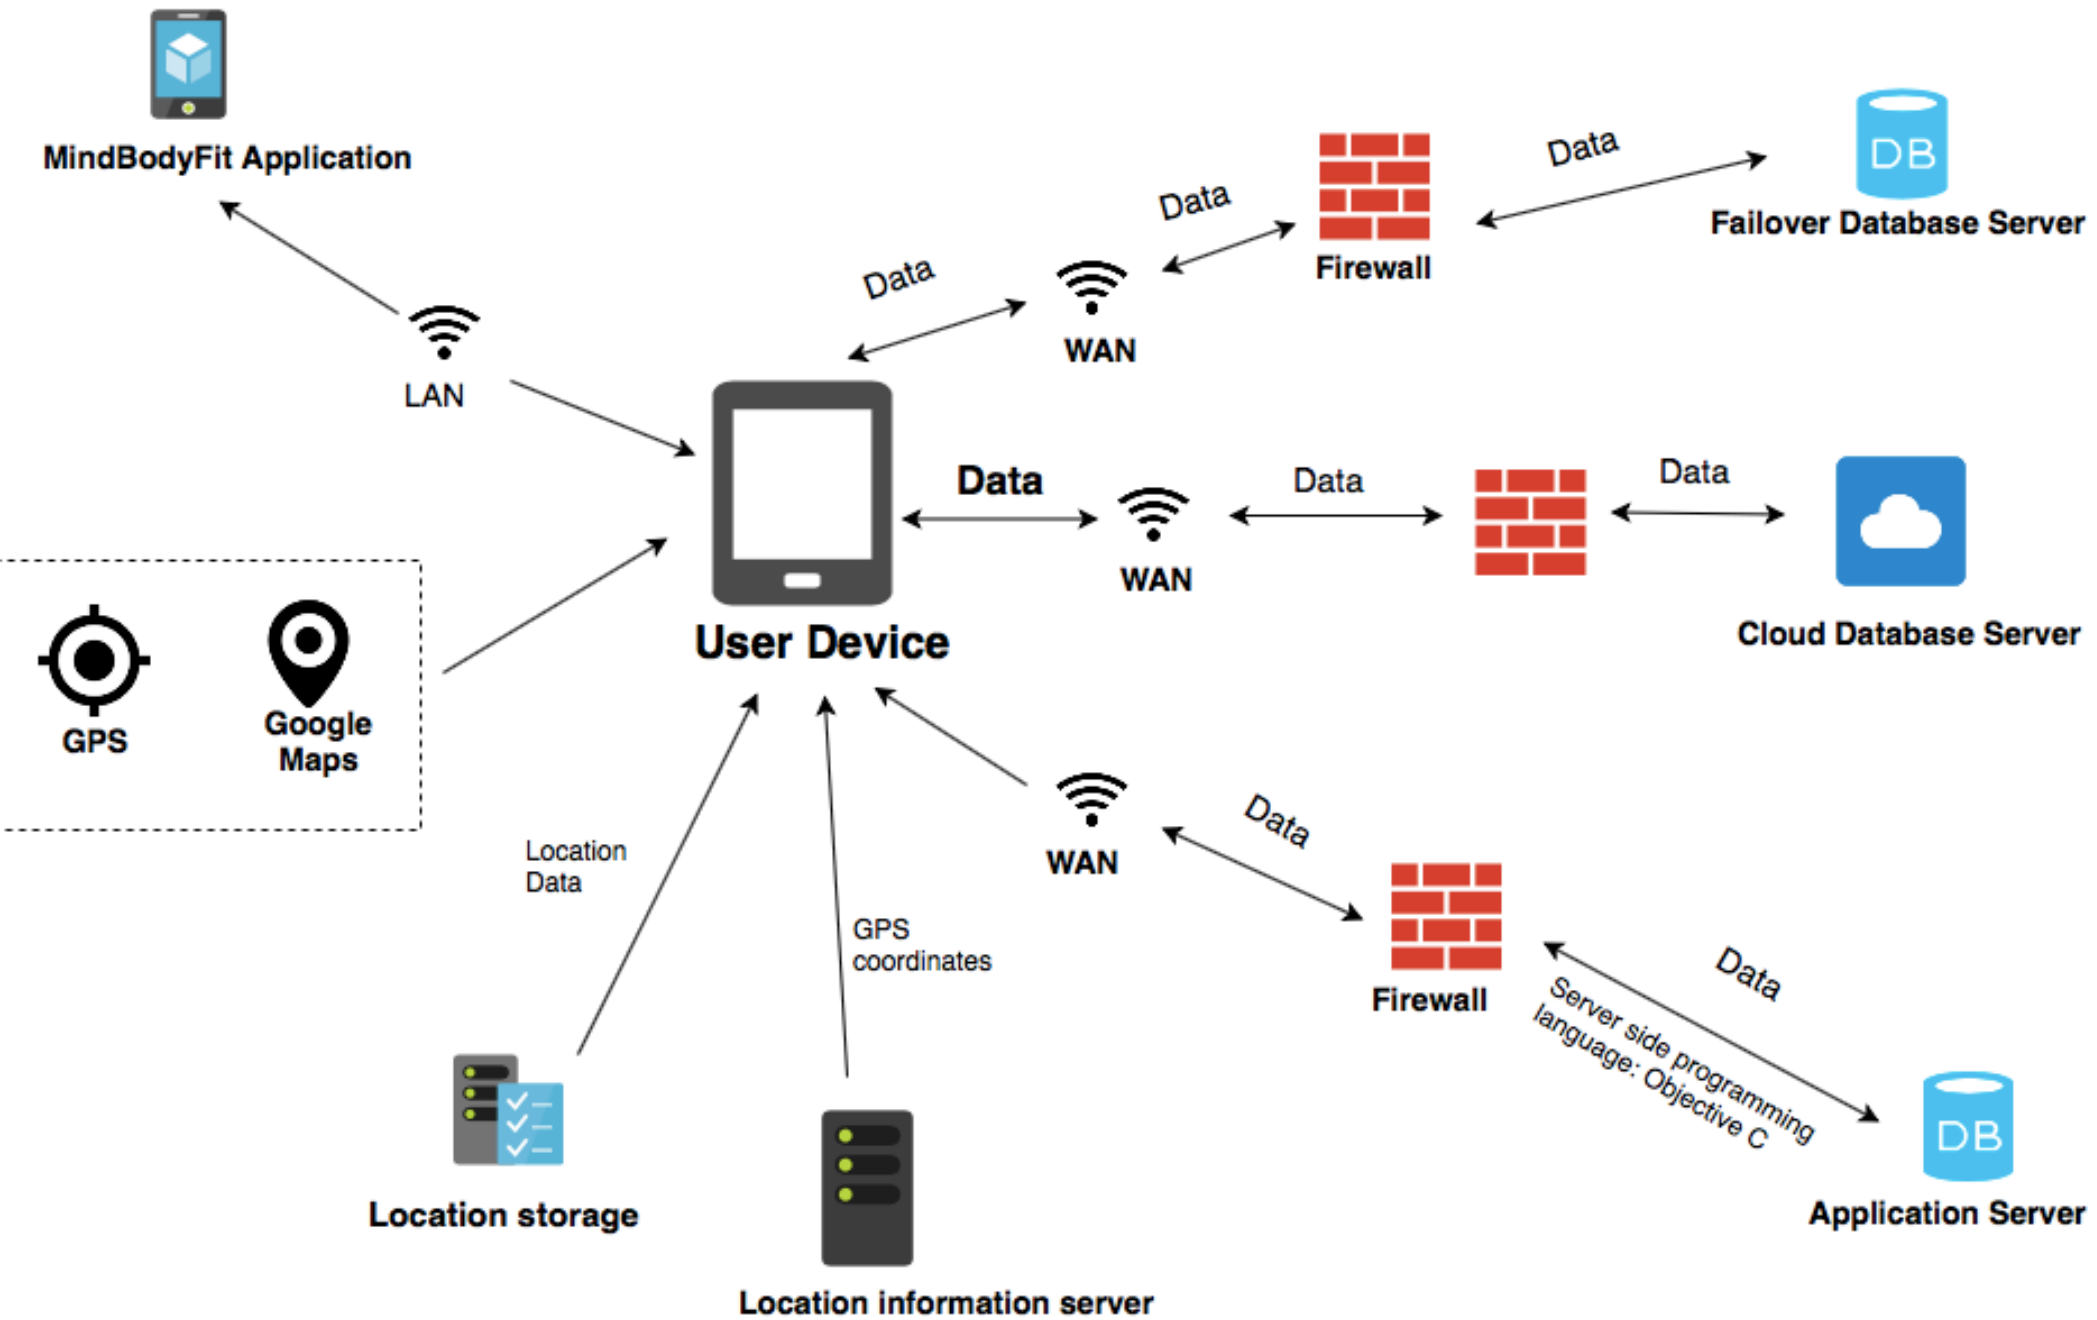 MindBodyFit Application
LAN
Data
WAN
Data
Firewall
Data
DB
Failover Database Server
User Device
Data
WAN
Data
Data
Cloud Database Server
GPS
Google
Maps
Location
Data
GPS
coordinates
WAN
Data
Firewall
Data
Server side programming
language: Objective C
DB
Application Server
Location storage
Location information server